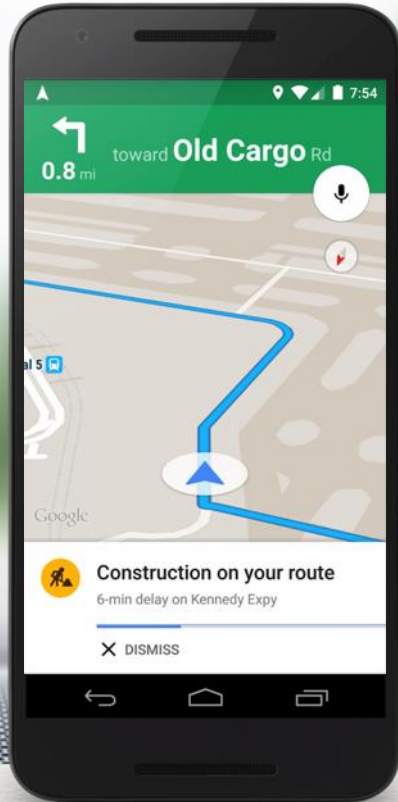 7:54
toward Old Cargo Rd
0.8 mi
al 5
Google
Construction on your route
6-min delay on Kennedy Expy
DISMISS